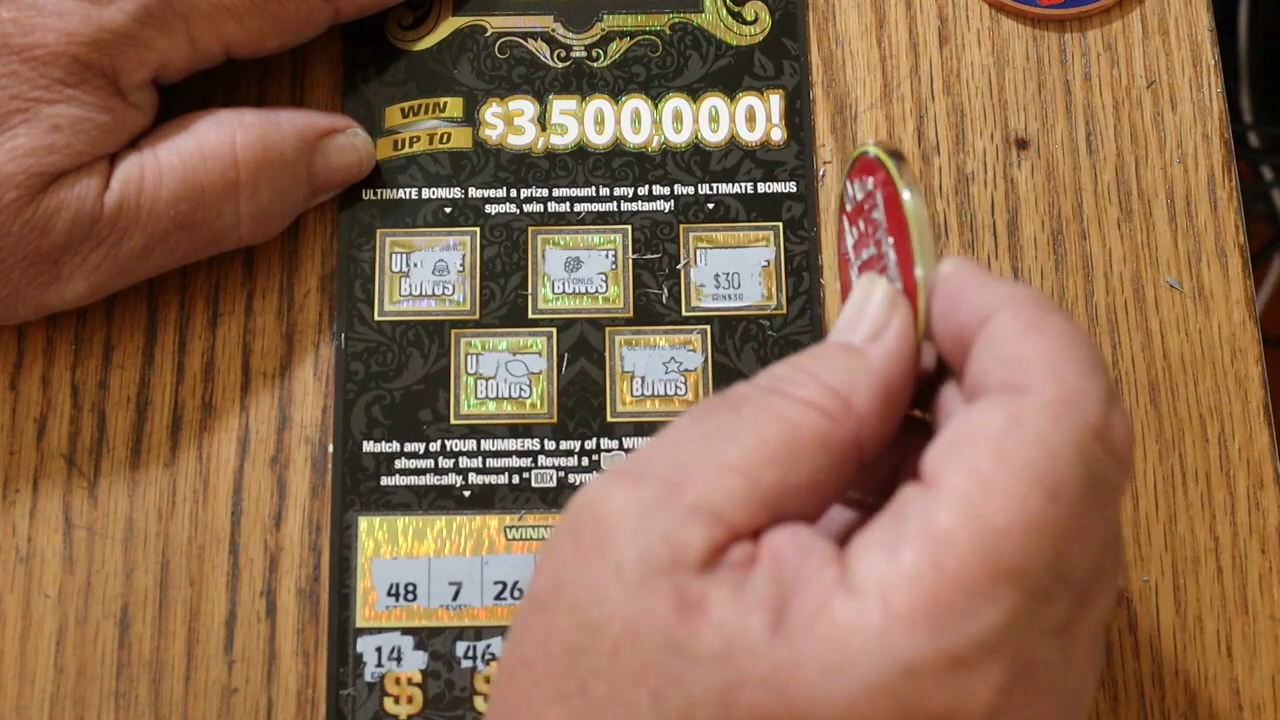 WIN
UP TO
$3,500,000!
ULTIMATE BONUS: Reveal a prize amount in any of the five ULTIMATE BONUS
spots, win that amount instantly!
BONUS
BONUS
$30
WIN$30
BONUS
BONUS
Match any of YOUR NUMBERS to any of the
shown for that number. Reveal a "
automatically. Reveal a " 100X "
48 7 26
14 46
$